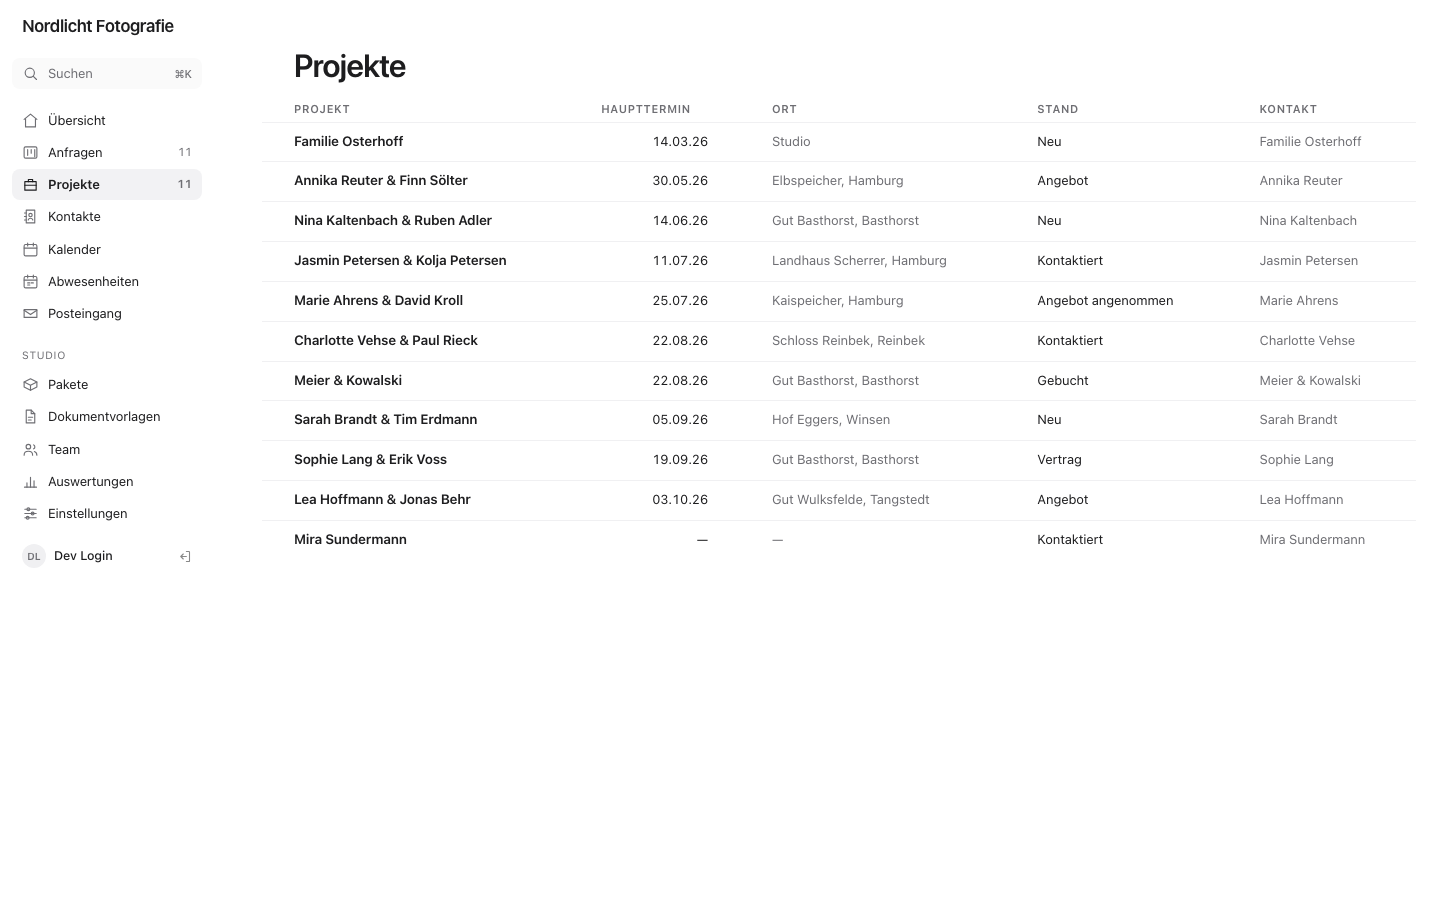 Nordlicht Fotografie
Suchen ⌘K
Übersicht
Anfragen 11
Projekte 11
Kontakte
Kalender
Abwesenheiten
Posteingang
STUDIO
Pakete
Dokumentvorlagen
Team
Auswertungen
Einstellungen
DL Dev Login
Projekte
PROJEKT HAUPTTERMIN ORT STAND KONTAKT
Familie Osterhoff 14.03.26 Studio Neu Familie Osterhoff
Annika Reuter & Finn Sölter 30.05.26 Elbspeicher, Hamburg Angebot Annika Reuter
Nina Kaltenbach & Ruben Adler 14.06.26 Gut Basthorst, Basthorst Neu Nina Kaltenbach
Jasmin Petersen & Kolja Petersen 11.07.26 Landhaus Scherrer, Hamburg Kontaktiert Jasmin Petersen
Marie Ahrens & David Kroll 25.07.26 Kaispeicher, Hamburg Angebot angenommen Marie Ahrens
Charlotte Vehse & Paul Rieck 22.08.26 Schloss Reinbek, Reinbek Kontaktiert Charlotte Vehse
Meier & Kowalski 22.08.26 Gut Basthorst, Basthorst Gebucht Meier & Kowalski
Sarah Brandt & Tim Erdmann 05.09.26 Hof Eggers, Winsen Neu Sarah Brandt
Sophie Lang & Erik Voss 19.09.26 Gut Basthorst, Basthorst Vertrag Sophie Lang
Lea Hoffmann & Jonas Behr 03.10.26 Gut Wulksfelde, Tangstedt Angebot Lea Hoffmann
Mira Sundermann — — Kontaktiert Mira Sundermann